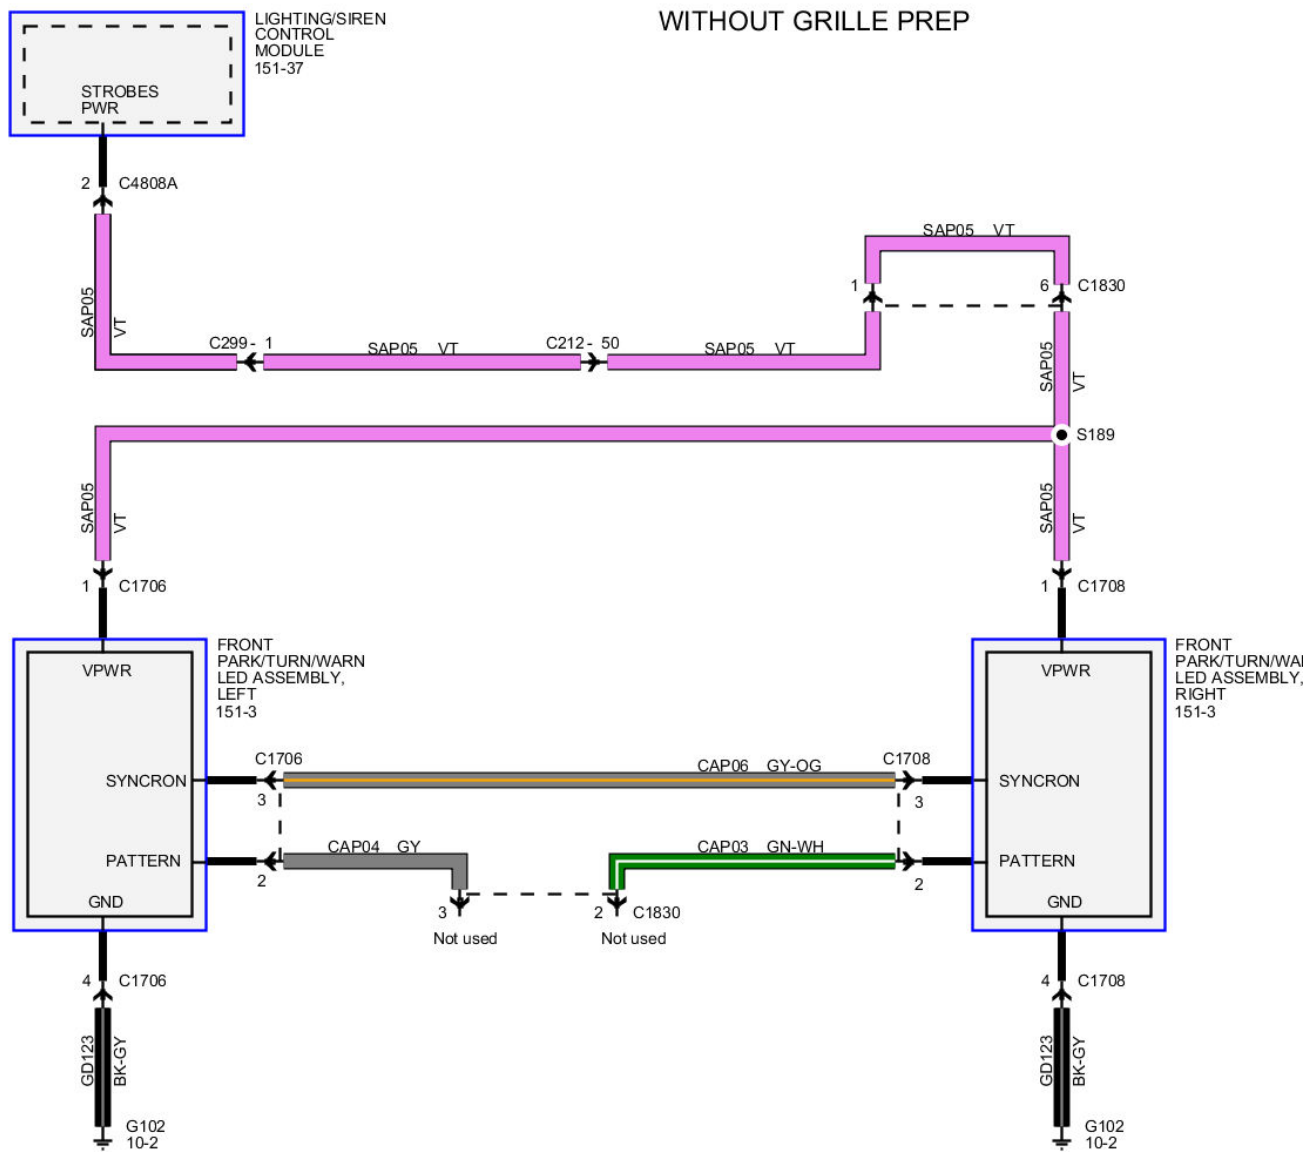 WITHOUT GRILLE PREP
LIGHTING/SIREN
CONTROL
MODULE
151-37
STROBES
PWR
2 C4808A
SAP05 VT
SAP05 VT
1
6 C1830
C299- 1
SAP05 VT
C212- 50
SAP05 VT
SAP05 VT
S189
SAP05 VT
SAP05 VT
1 C1706
1 C1708
FRONT
PARK/TURN/WARN
LED ASSEMBLY,
LEFT
151-3
VPWR
FRONT
PARK/TURN/WA
LED ASSEMBLY,
RIGHT
151-3
VPWR
SYNCRON
C1706
3
CAP06 GY-OG
C1708
3
SYNCRON
PATTERN
2
CAP04 GY
CAP03 GN-WH
2
PATTERN
GND
GND
3
2 C1830
Not used
Not used
4 C1706
4 C1708
GD123 BK-GY
GD123 BK-GY
G102
10-2
G102
10-2